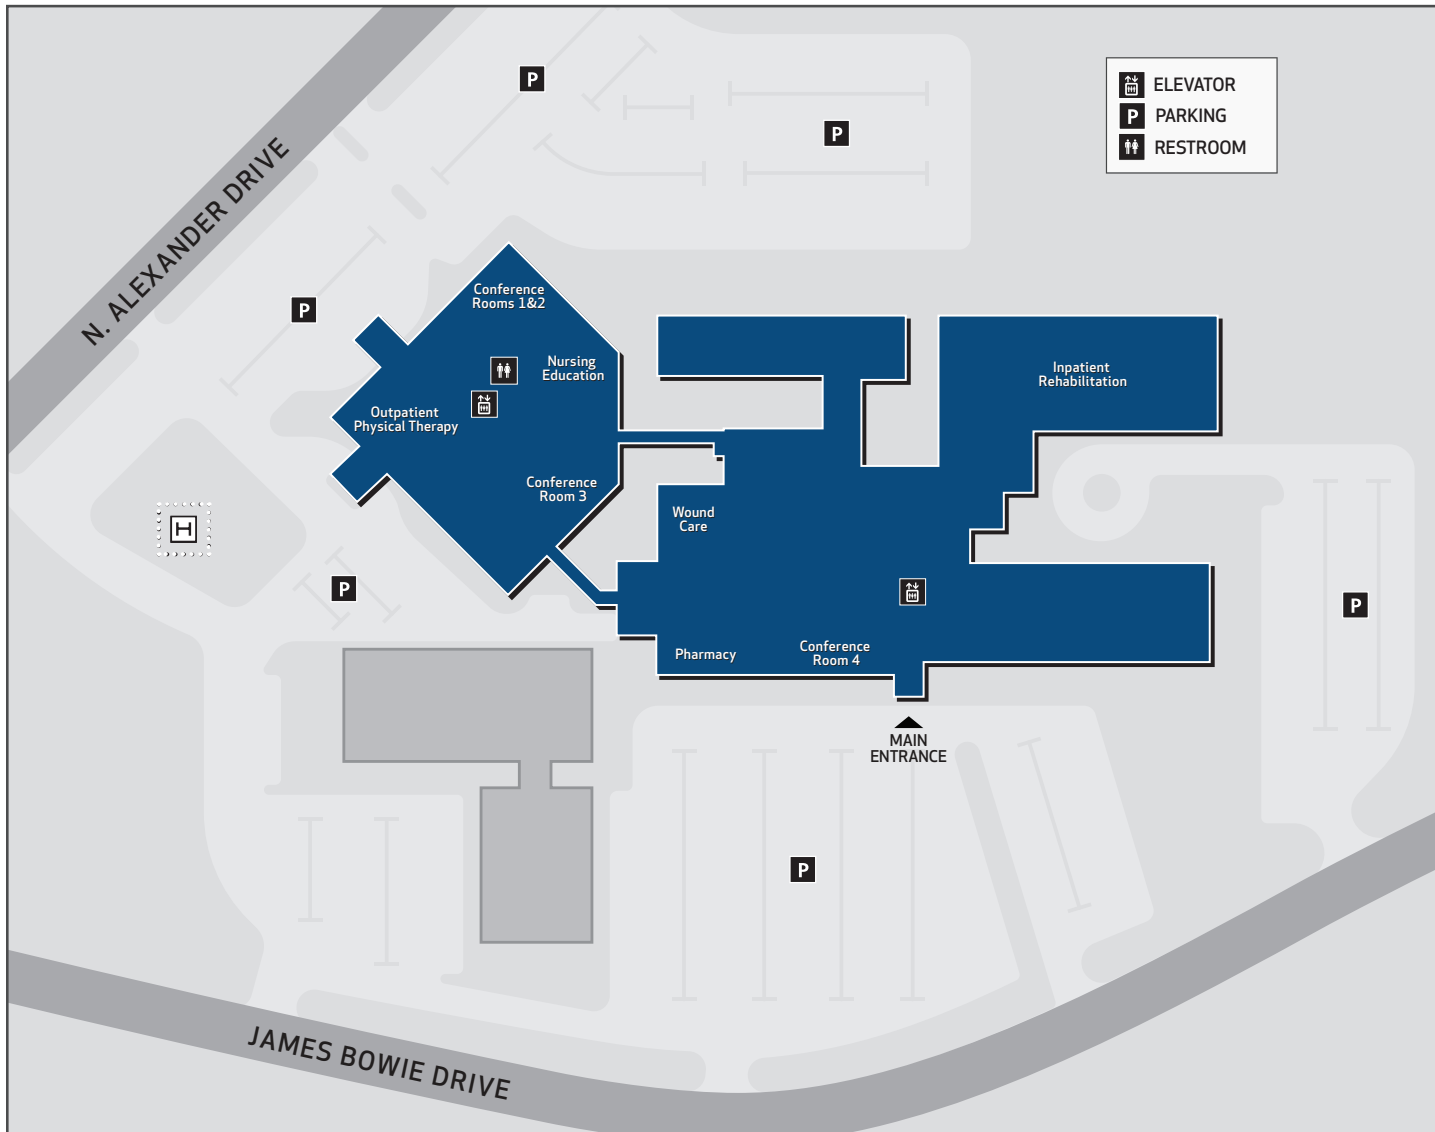 P
ELEVATOR
P PARKING
RESTROOM
P
N. ALEXANDER DRIVE
P
Conference
Rooms 1&2
Nursing
Education
Inpatient
Rehabilitation
Outpatient
Physical Therapy
Conference
Room 3
Wound
Care
H
P
P
Pharmacy
Conference
Room 4
MAIN
ENTRANCE
P
JAMES BOWIE DRIVE